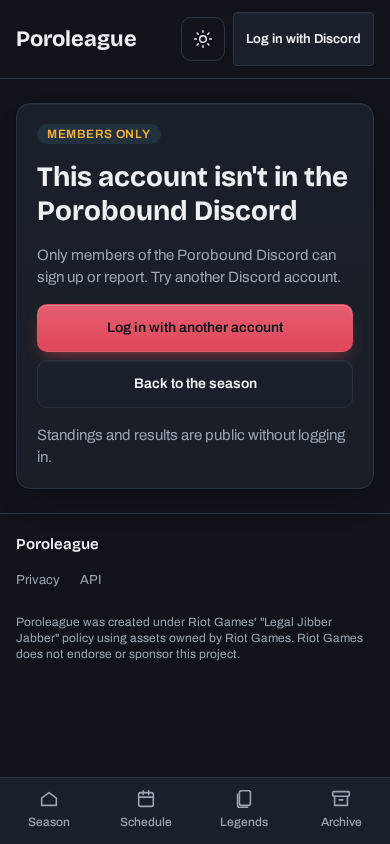 Poroleague
Log in with Discord
MEMBERS ONLY
This account isn't in the
Porobound Discord
Only members of the Porobound Discord can
sign up or report. Try another Discord account.
Log in with another account
Back to the season
Standings and results are public without logging
in.
Poroleague
Privacy API
Poroleague was created under Riot Games' "Legal Jibber
Jabber" policy using assets owned by Riot Games. Riot Games
does not endorse or sponsor this project.
Season Schedule Legends Archive